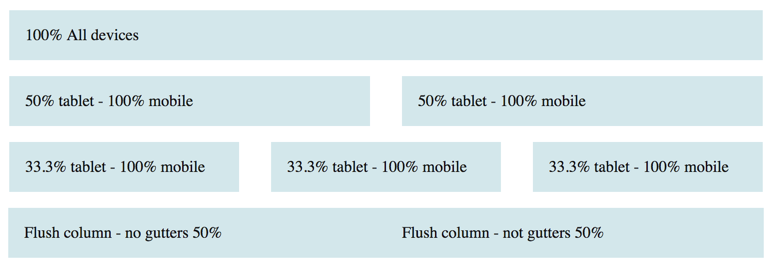 100% All devices
50% tablet - 100% mobile
50% tablet - 100% mobile
33.3% tablet - 100% mobile
33.3% tablet - 100% mobile
33.3% tablet - 100% mobile
Flush column - no gutters 50%
Flush column - not gutters 50%